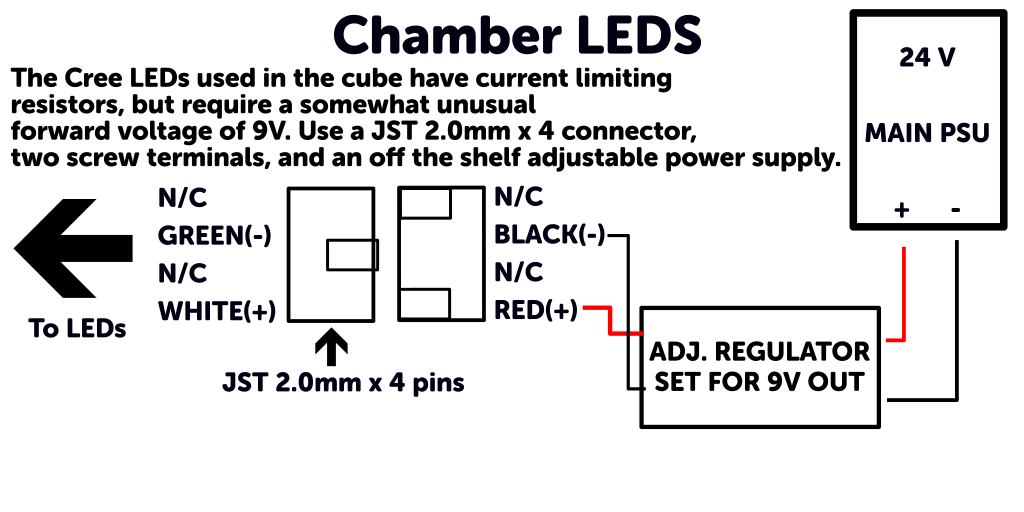 Chamber LEDS
The Cree LEDs used in the cube have current limiting
resistors, but require a somewhat unusual
forward voltage of 9V. Use a JST 2.0mm x 4 connector,
two screw terminals, and an off the shelf adjustable power supply.
24 V
MAIN PSU
+ -
N/C
GREEN(-)
N/C
WHITE(+)
N/C
BLACK(-)
N/C
RED(+)
To LEDs
JST 2.0mm x 4 pins
ADJ. REGULATOR
SET FOR 9V OUT